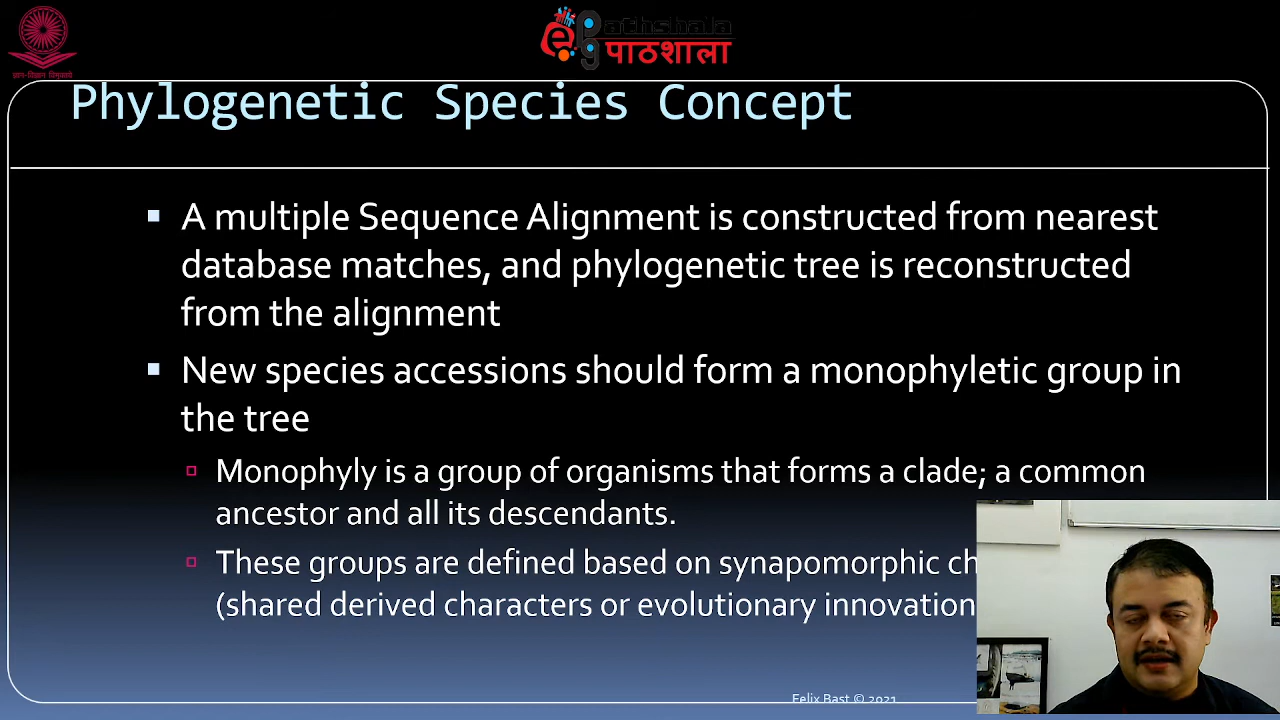 ज्ञान-विज्ञान विमुक्तये
e Pathshala
पाठशाला
Phylogenetic Species Concept
A multiple Sequence Alignment is constructed from nearest
database matches, and phylogenetic tree is reconstructed
from the alignment
New species accessions should form a monophyletic group in
the tree
Monophyly is a group of organisms that forms a clade; a common
ancestor and all its descendants.
These groups are defined based on synapomorphic
(shared derived characters or evolutionary innovation
Felix Bast © 2021